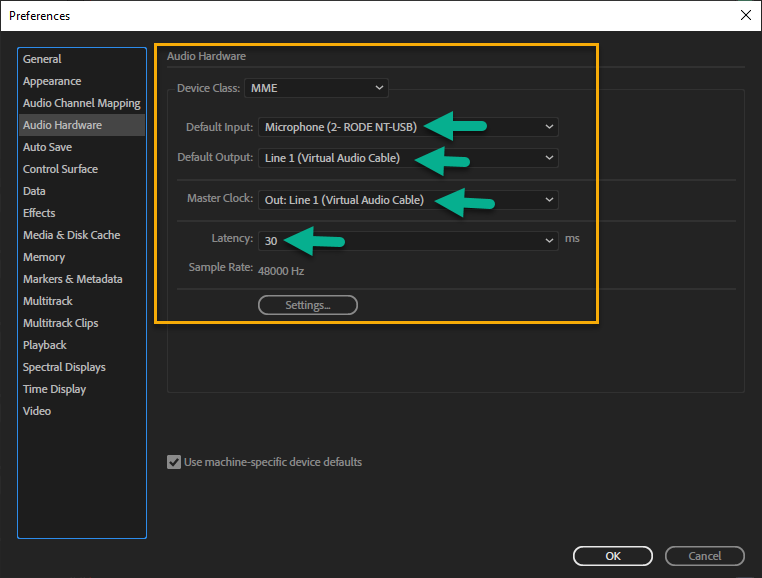 Preferences
General
Appearance
Audio Channel Mapping
Audio Hardware
Auto Save
Control Surface
Data
Effects
Media & Disk Cache
Memory
Markers & Metadata
Multitrack
Multitrack Clips
Playback
Spectral Displays
Time Display
Video
Audio Hardware
Device Class: MME
Default Input: Microphone (2- RODE NT-USB)
Default Output: Line 1 (Virtual Audio Cable)
Master Clock: Out: Line 1 (Virtual Audio Cable)
Latency: 30 ms
Sample Rate: 48000 Hz
Settings...
Use machine-specific device defaults
OK Cancel